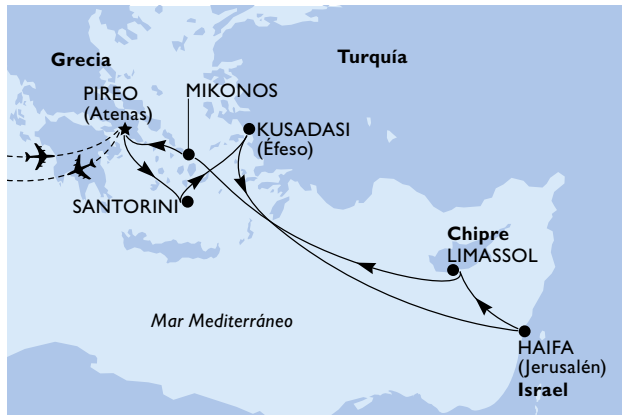 Grecia
Turquía
PIREO
(Atenas)
MIKONOS
KUSADASI
(Éfeso)
SANTORINI
Chipre
LIMASSOL
Mar Mediterráneo
HAIFA
(Jerusalén)
Israel